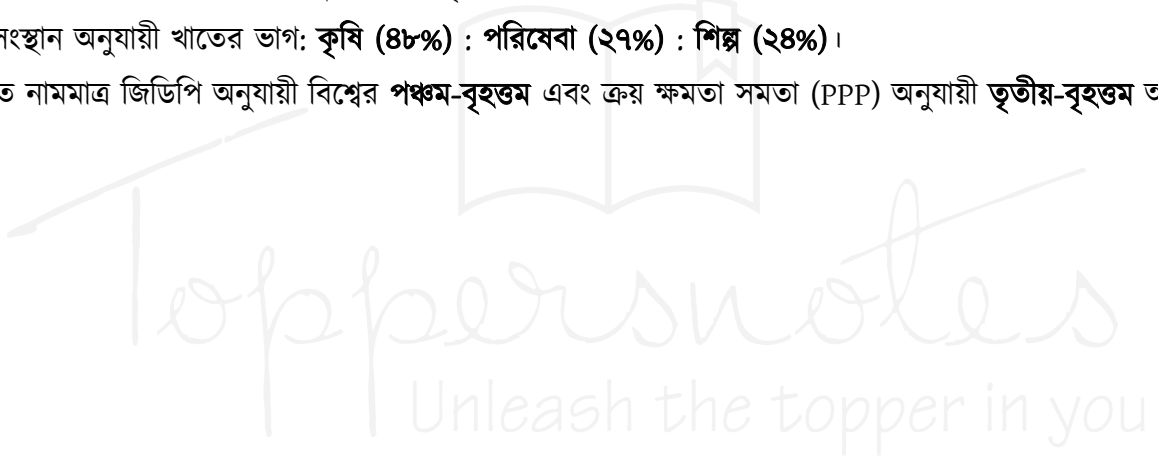 সংস্থান অনুযায়ী খাতের ভাগ: কৃষি (৪৮%) : পরিষেবা (২৭%) : শিল্প (২৪%)।
ত নামমাত্র জিডিপি অনুযায়ী বিশ্বের পঞ্চম-বৃহত্তম এবং ক্রয় ক্ষমতা সমতা (PPP) অনুযায়ী তৃতীয়-বৃহত্তম
Toppersnotes
Unleash the topper in you